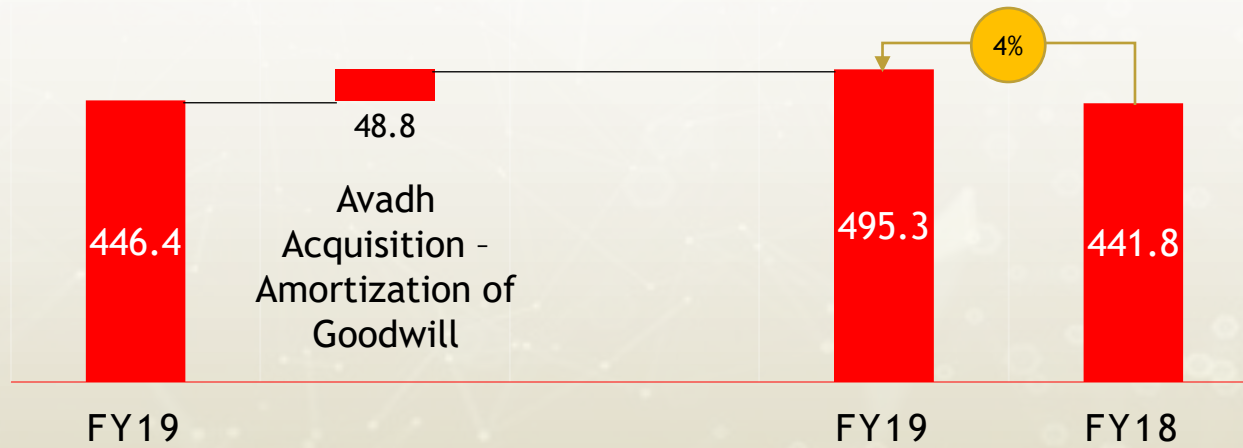 4%
48.8
446.4
Avadh
Acquisition –
Amortization of
Goodwill
495.3
441.8
FY19
FY19
FY18